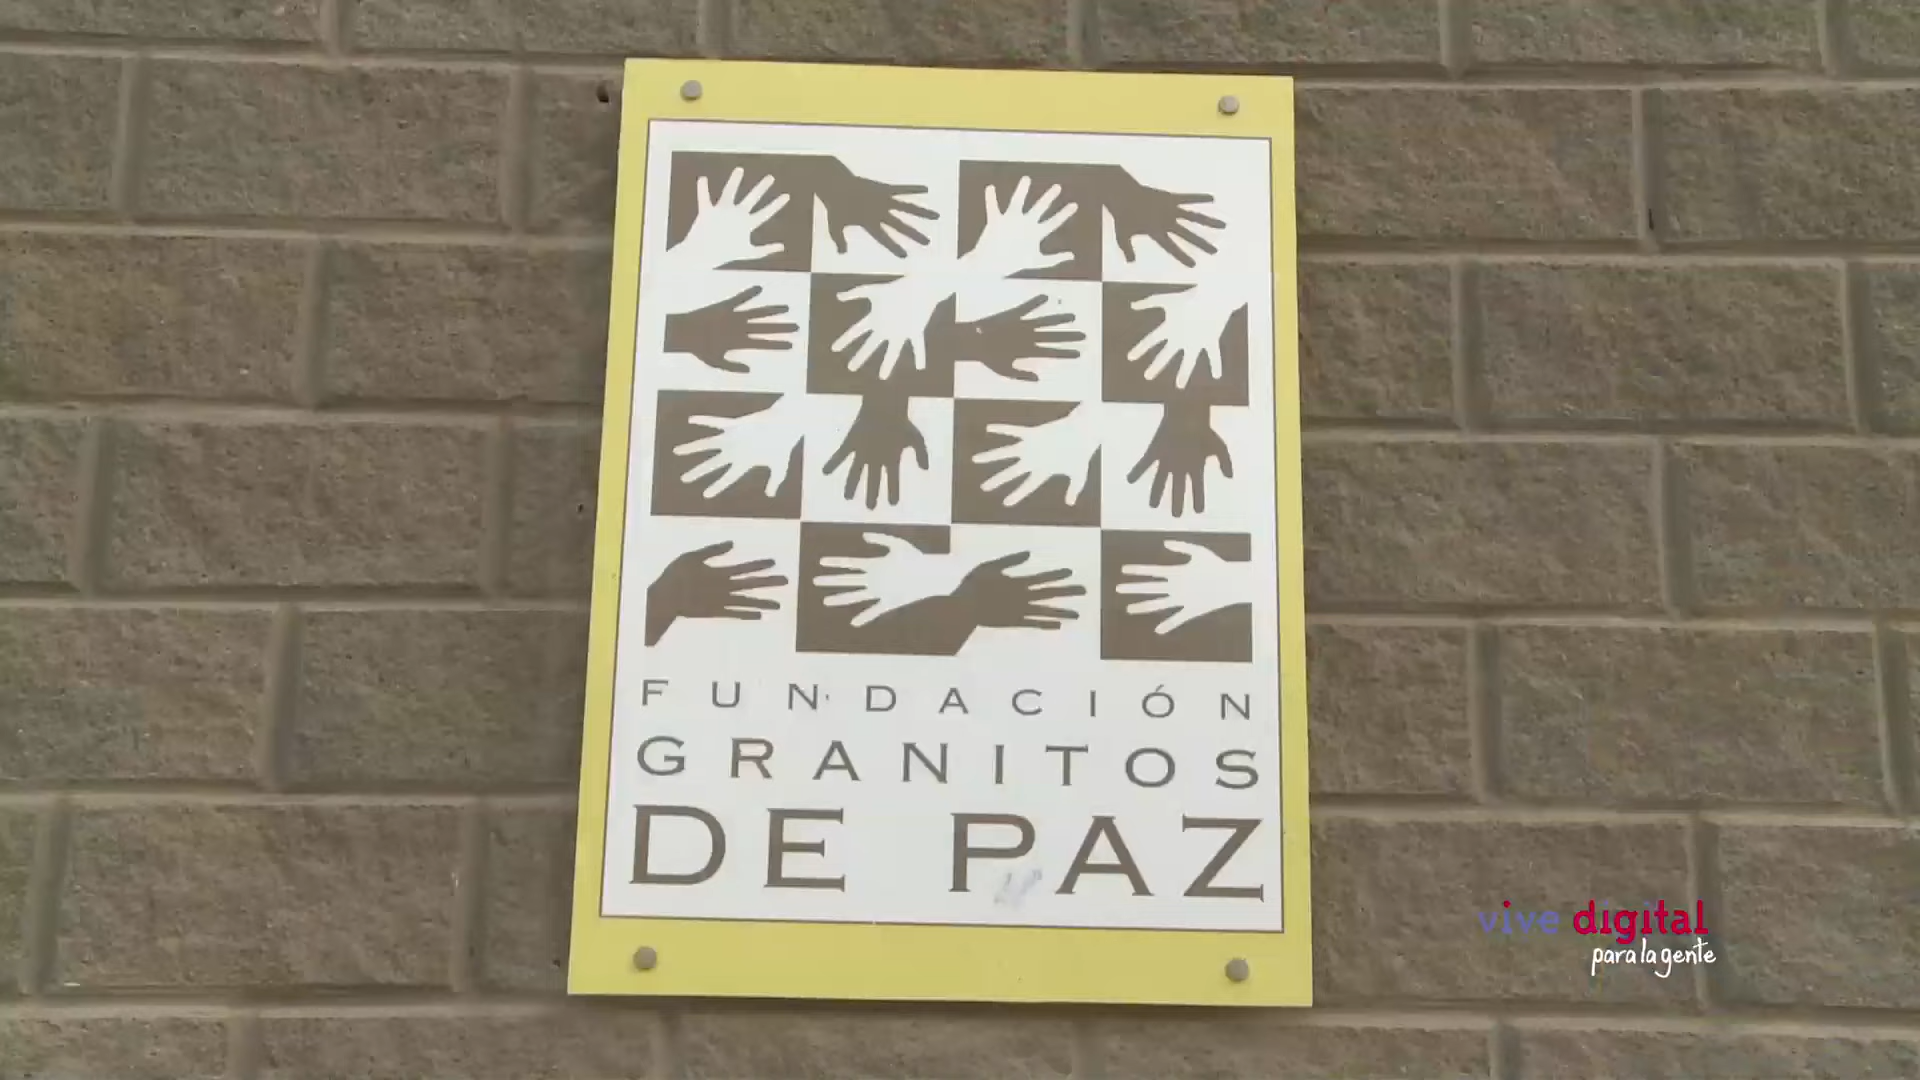 FUNDACIÓN
GRANITOS
DE PAZ
vive digital
para la gente